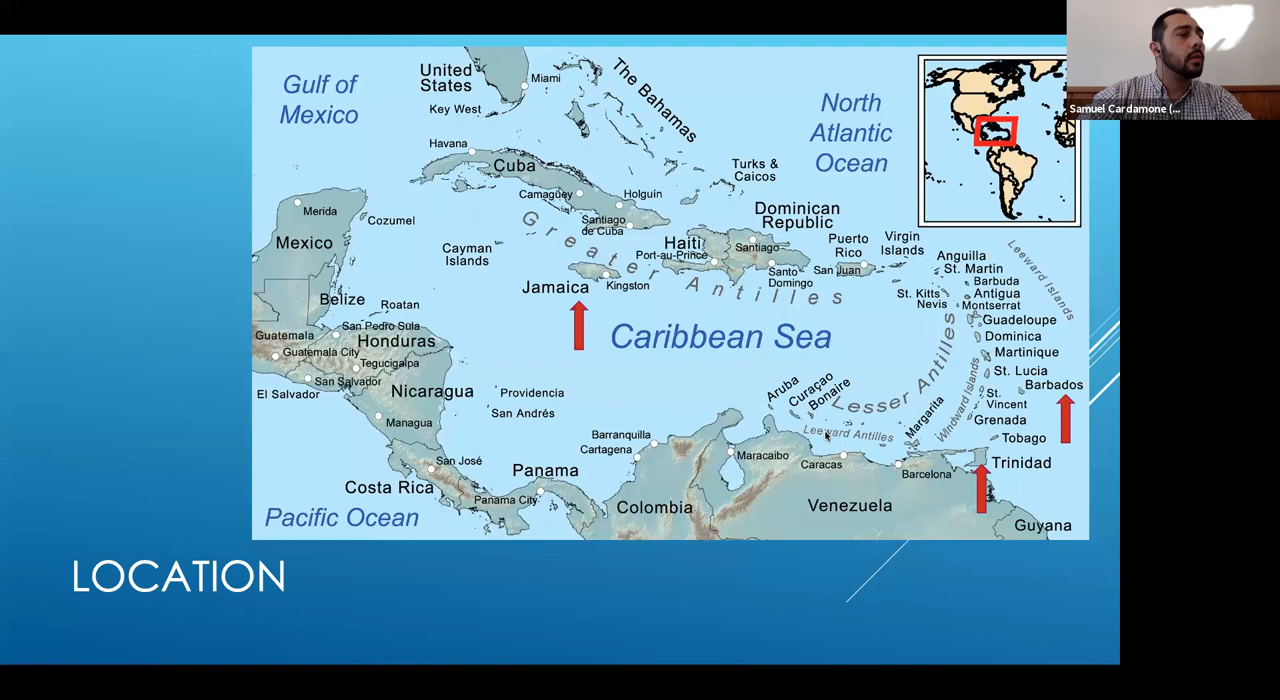 Samuel Cardamone (...
Gulf of
Mexico
United
States
Miami
Key West
The Bahamas
North
Atlantic
Ocean
Havana
Cuba
Turks &
Caicos
Camagüey
Holguín
Santiago
de Cuba
Merida
Cozumel
Mexico
Cayman
Islands
Greater Antilles
Haiti
Port-au-Prince
Dominican
Republic
Santiago
Santo
Domingo
Puerto
Rico
San Juan
Virgin
Islands
Leeward Islands
Anguilla
St. Martin
Barbuda
Antigua
St. Kitts
Nevis
Montserrat
Guadeloupe
Jamaica
Kingston
Belize
Roatan
Caribbean Sea
Dominica
Martinique
St. Lucia
Barbados
St.
Vincent
Grenada
Tobago
Trinidad
Lesser Antilles
Windward Islands
Guatemala
San Pedro Sula
Honduras
Guatemala City
Tegucigalpa
San Salvador
El Salvador
Nicaragua
Providencia
San Andrés
Managua
Aruba
Curaçao
Bonaire
Leeward Antilles
Margarita
Barranquilla
Cartagena
Maracaibo
Caracas
Barcelona
San José
Costa Rica
Panama
Panama City
Pacific Ocean
Colombia
Venezuela
Guyana
LOCATION